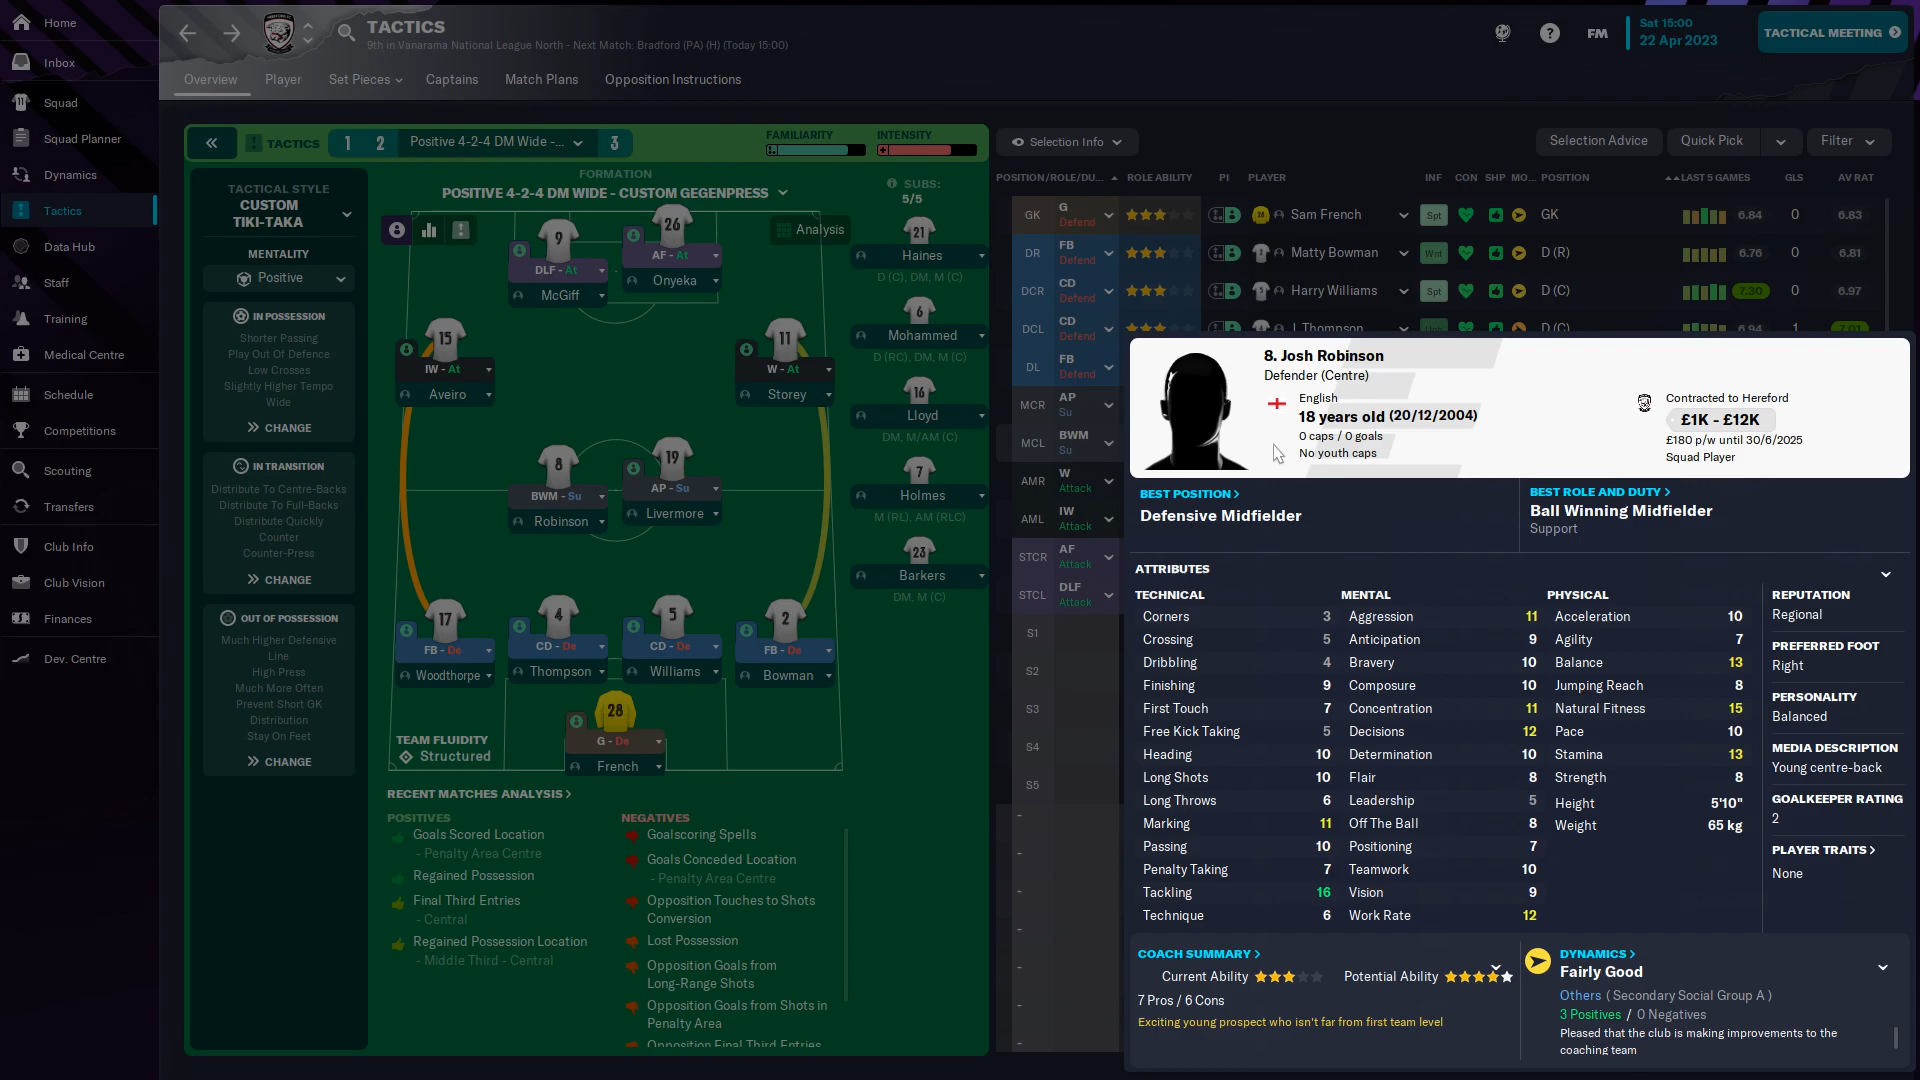 Home
Inbox
Squad
Squad Planner
Dynamics
Tactics
Data Hub
Staff
Training
Medical Centre
Schedule
Competitions
Scouting
Transfers
Club Info
Club Vision
Finances
Dev. Centre
TACTICS
9th in Vanarama National League North - Next Match: Bradford (PA) (H) (Today 15:00)
FM
Sat 15:00
22 Apr 2023
TACTICAL MEETING
Overview
Player
Set Pieces
Captains
Match Plans
Opposition Instructions
TACTICS
1
2
Positive 4-2-4 DM Wide -...
3
FAMILIARITY
INTENSITY
TACTICAL STYLE
CUSTOM
TIKI-TAKA
MENTALITY
Positive
IN POSSESSION
Shorter Passing
Play Out Of Defence
Low Crosses
Slightly Higher Tempo
Wide
CHANGE
IN TRANSITION
Distribute To Centre-Backs
Distribute To Full-Backs
Distribute Quickly
Counter
Counter-Press
CHANGE
OUT OF POSSESSION
Much Higher Defensive
Line
High Press
Much More Often
Prevent Short GK
Distribution
Stay On Feet
CHANGE
FORMATION
POSITIVE 4-2-4 DM WIDE - CUSTOM GEGENPRESS
SUBS:
5/5
Analysis
9
DLF - At
McGiff
26
AF - At
Onyeka
15
IW - At
Aveiro
11
W - At
Storey
8
BWM - Su
Robinson
19
AP - Su
Livermore
17
FB - De
Woodthorpe
4
CD - De
Thompson
5
CD - De
Williams
2
FB - De
Bowman
28
G - De
French
TEAM FLUIDITY
Structured
21
Haines
D (C), DM, M (C)
6
Mohammed
D (RC), DM, M (C)
16
Lloyd
DM, M/AM (C)
7
Holmes
M (RL), AM (RLC)
23
Barkers
DM, M (C)
RECENT MATCHES ANALYSIS >
POSITIVES
Goals Scored Location
- Penalty Area Centre
Regained Possession
Final Third Entries
- Central
Regained Possession Location
- Middle Third - Central
NEGATIVES
Goalscoring Spells
Goals Conceded Location
- Penalty Area Centre
Opposition Touches to Shots
Conversion
Lost Possession
Opposition Goals from
Long-Range Shots
Opposition Goals from Shots in
Penalty Area
Opposition Final Third Entries
Selection Info
Selection Advice
Quick Pick
Filter
POSITION/ROLE/DU...
ROLE ABILITY
PI
PLAYER
INF
CON
SHP
MO...
POSITION
LAST 5 GAMES
GLS
AV RAT
GK
G
Defend
28
Sam French
Spt
GK
6.84
0
6.83
DR
FB
Defend
2
Matty Bowman
Wnt
D (R)
6.76
0
6.81
DCR
CD
Defend
5
Harry Williams
Spt
D (C)
7.30
0
6.97
DCL
CD
Defend
J. Thompson
D (C)
6.94
1
7.01
DL
FB
Defend
MCR
AP
Su
MCL
BWM
Su
AMR
W
Attack
AML
IW
Attack
STCR
AF
Attack
STCL
DLF
Attack
S1
S2
S3
S4
S5
8. Josh Robinson
Defender (Centre)
English
18 years old (20/12/2004)
0 caps / 0 goals
No youth caps
Contracted to Hereford
£1K - £12K
£180 p/w until 30/6/2025
Squad Player
BEST POSITION >
Defensive Midfielder
BEST ROLE AND DUTY >
Ball Winning Midfielder
Support
ATTRIBUTES
TECHNICAL
Corners 3
Crossing 5
Dribbling 4
Finishing 9
First Touch 7
Free Kick Taking 5
Heading 10
Long Shots 10
Long Throws 6
Marking 11
Passing 10
Penalty Taking 7
Tackling 16
Technique 6
MENTAL
Aggression 11
Anticipation 9
Bravery 10
Composure 10
Concentration 11
Decisions 12
Determination 10
Flair 8
Leadership 5
Off The Ball 8
Positioning 7
Teamwork 10
Vision 9
Work Rate 12
PHYSICAL
Acceleration 10
Agility 7
Balance 13
Jumping Reach 8
Natural Fitness 15
Pace 10
Stamina 13
Strength 8
Height 5'10"
Weight 65 kg
REPUTATION
Regional
PREFERRED FOOT
Right
PERSONALITY
Balanced
MEDIA DESCRIPTION
Young centre-back
GOALKEEPER RATING
2
PLAYER TRAITS >
None
COACH SUMMARY >
Current Ability
Potential Ability
7 Pros / 6 Cons
Exciting young prospect who isn't far from first team level
DYNAMICS >
Fairly Good
Others ( Secondary Social Group A )
3 Positives / 0 Negatives
Pleased that the club is making improvements to the
coaching team